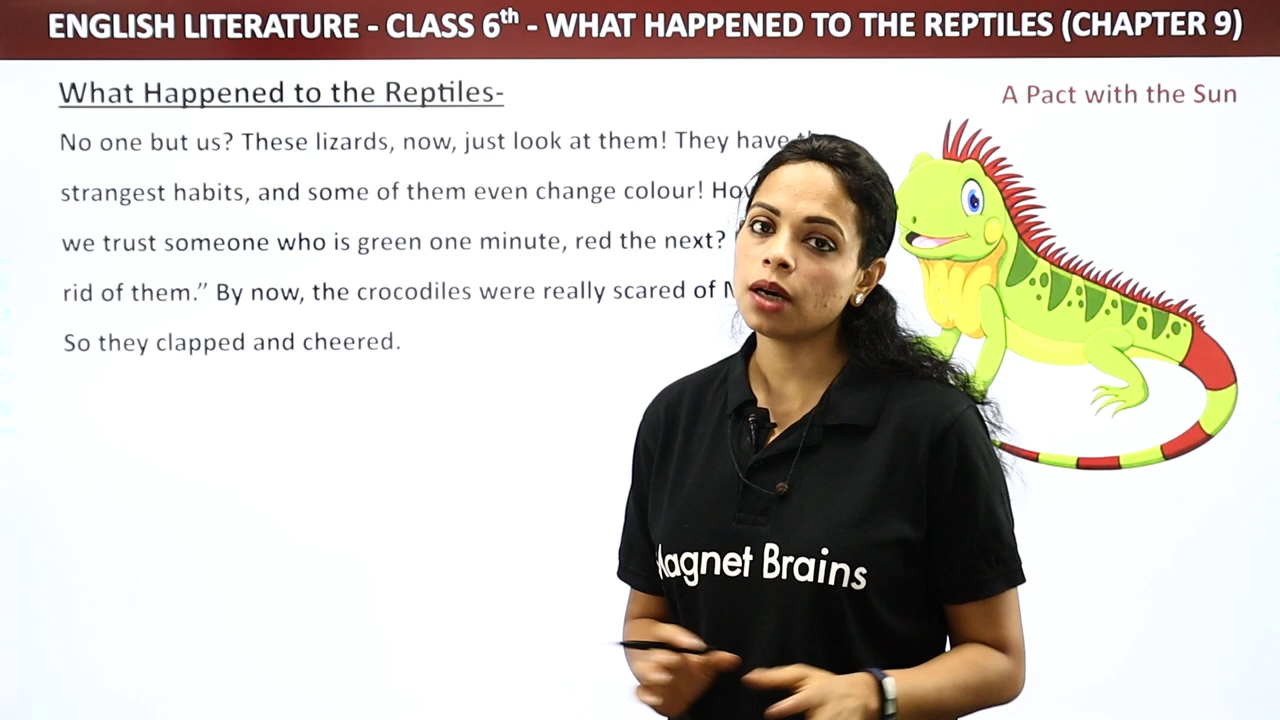 ENGLISH LITERATURE - CLASS 6th - WHAT HAPPENED TO THE REPTILES (CHAPTER 9)
What Happened to the Reptiles-
A Pact with the Sun
No one but us? These lizards, now, just look at them! They have
strangest habits, and some of them even change colour!
we trust someone who is green one minute, red the next?
rid of them.” By now, the crocodiles were really scared of
So they clapped and cheered.
Magnet Brains